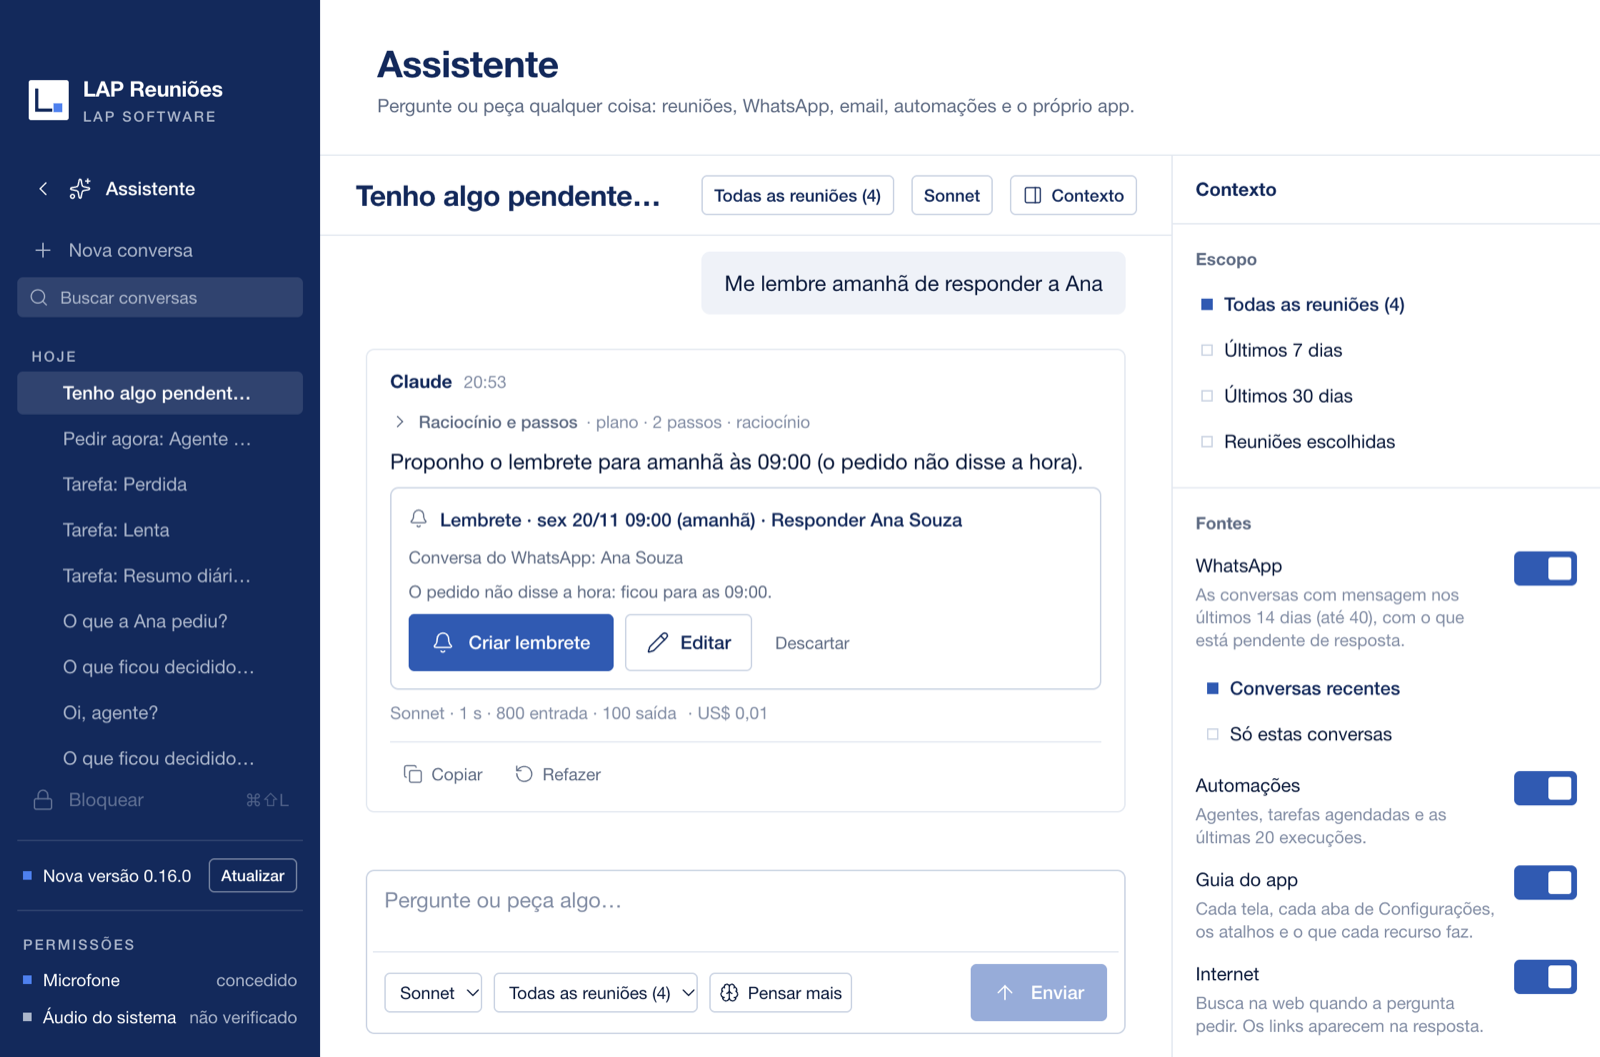 LAP Reuniões
LAP SOFTWARE
Assistente
Nova conversa
Buscar conversas
HOJE
Tenho algo pendent…
Pedir agora: Agente …
Tarefa: Perdida
Tarefa: Lenta
Tarefa: Resumo diári…
O que a Ana pediu?
O que ficou decidido…
Oi, agente?
O que ficou decidido…
Bloquear ⌘⇧L
Nova versão 0.16.0 Atualizar
PERMISSÕES
Microfone concedido
Áudio do sistema não verificado
Assistente
Pergunte ou peça qualquer coisa: reuniões, WhatsApp, email, automações e o próprio app.
Tenho algo pendente… Todas as reuniões (4) Sonnet Contexto
Me lembre amanhã de responder a Ana
Claude 20:53
Raciocínio e passos · plano · 2 passos · raciocínio
Proponho o lembrete para amanhã às 09:00 (o pedido não disse a hora).
Lembrete · sex 20/11 09:00 (amanhã) · Responder Ana Souza
Conversa do WhatsApp: Ana Souza
O pedido não disse a hora: ficou para as 09:00.
Criar lembrete Editar Descartar
Sonnet · 1 s · 800 entrada · 100 saída · US$ 0,01
Copiar Refazer
Pergunte ou peça algo…
Sonnet Todas as reuniões (4) Pensar mais Enviar
Contexto
Escopo
Todas as reuniões (4)
Últimos 7 dias
Últimos 30 dias
Reuniões escolhidas
Fontes
WhatsApp
As conversas com mensagem nos
últimos 14 dias (até 40), com o que
está pendente de resposta.
Conversas recentes
Só estas conversas
Automações
Agentes, tarefas agendadas e as
últimas 20 execuções.
Guia do app
Cada tela, cada aba de Configurações,
os atalhos e o que cada recurso faz.
Internet
Busca na web quando a pergunta
pedir. Os links aparecem na resposta.